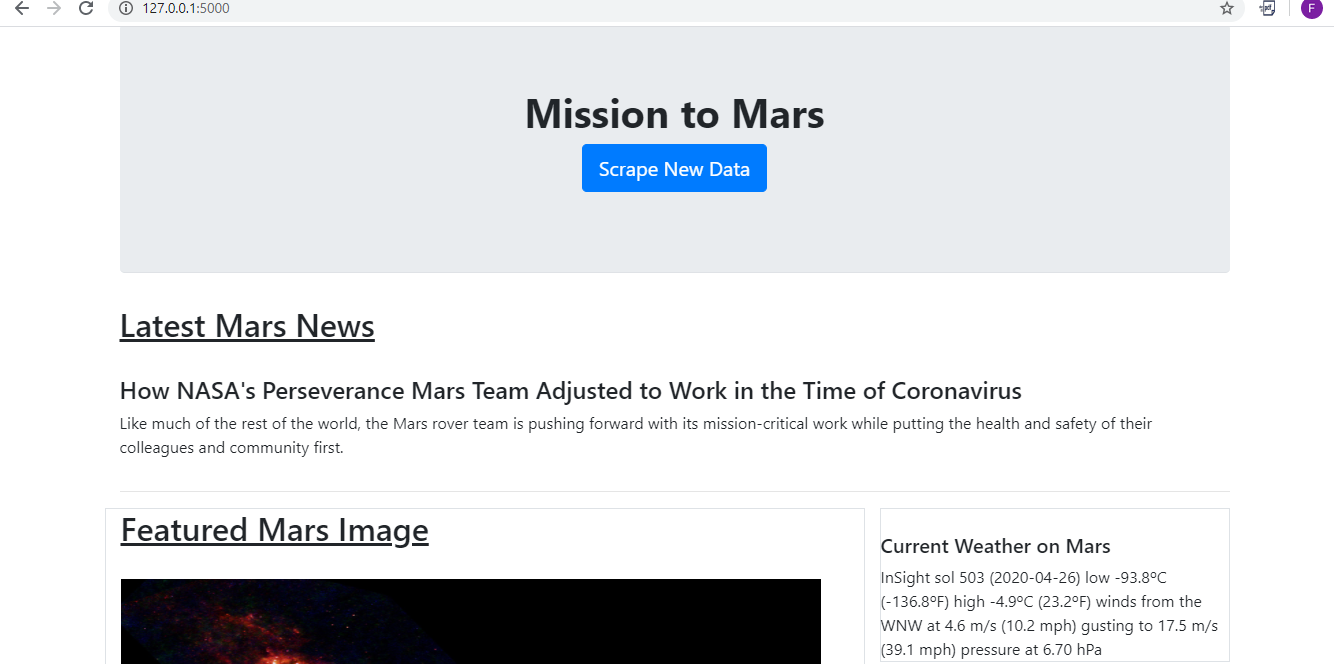 127.0.0.1:5000
F
Mission to Mars
Scrape New Data
Latest Mars News
How NASA's Perseverance Mars Team Adjusted to Work in the Time of Coronavirus
Like much of the rest of the world, the Mars rover team is pushing forward with its mission-critical work while putting the health and safety of their
colleagues and community first.
Featured Mars Image
Current Weather on Mars
InSight sol 503 (2020-04-26) low -93.8ºC
(-136.8ºF) high -4.9ºC (23.2ºF) winds from the
WNW at 4.6 m/s (10.2 mph) gusting to 17.5 m/s
(39.1 mph) pressure at 6.70 hPa